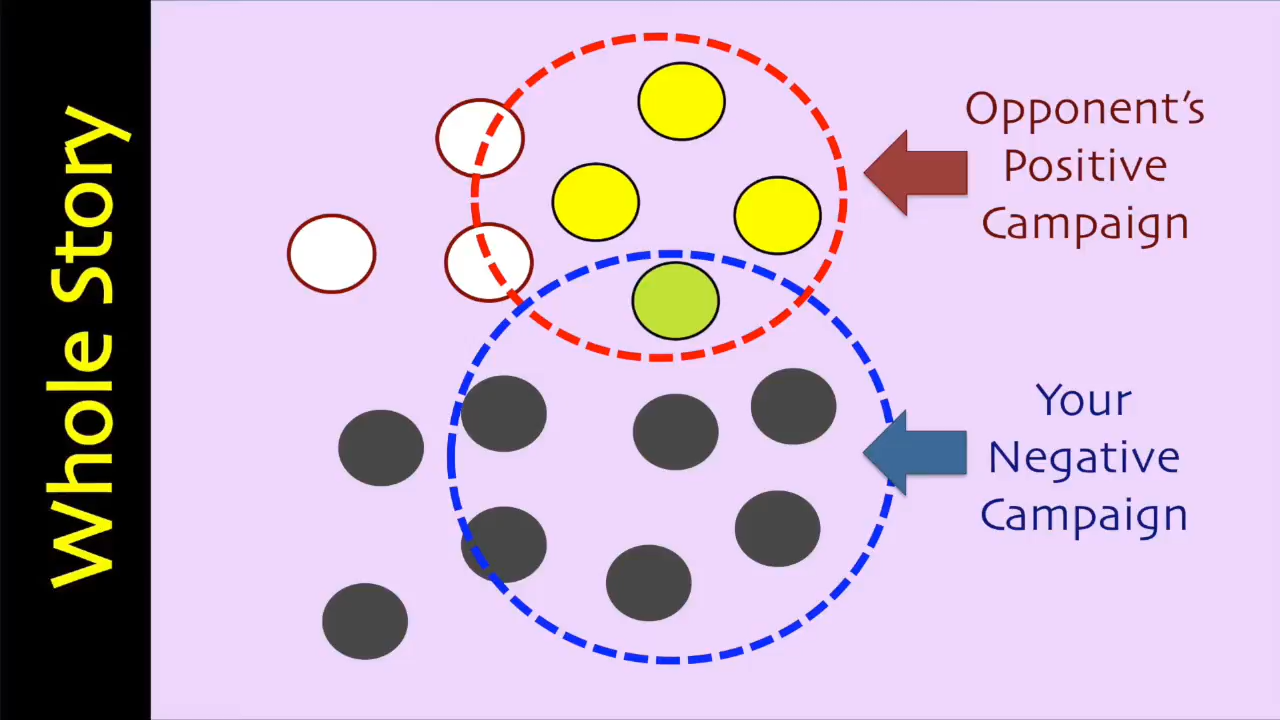 Whole Story
Opponent’s
Positive
Campaign
Your
Negative
Campaign